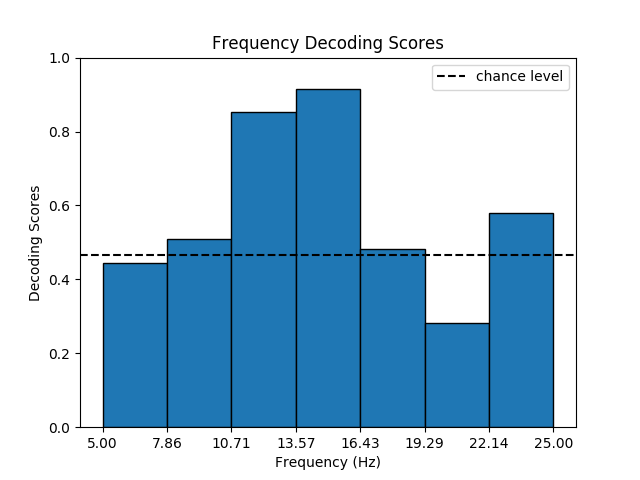 Frequency Decoding Scores
chance level
1.0
0.8
0.6
0.4
0.2
0.0
Decoding Scores
5.00 7.86 10.71 13.57 16.43 19.29 22.14 25.00
Frequency (Hz)